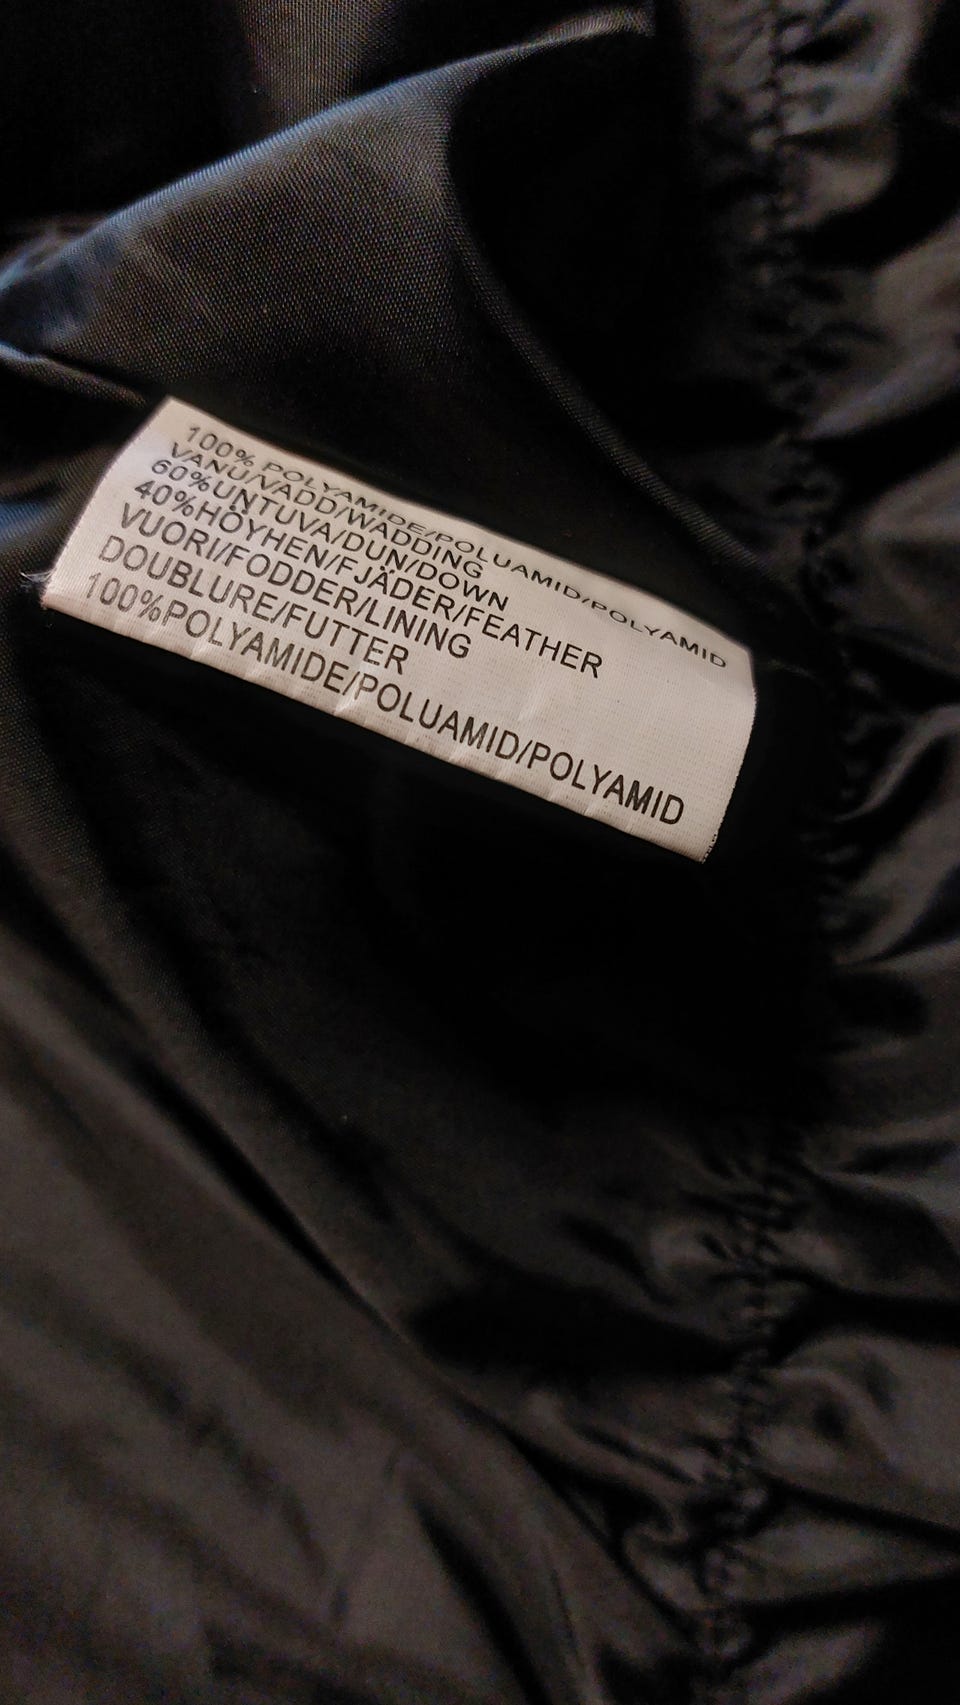 100% POLYAMIDE/POLUAMID/POLYAMID
VANU/VADD/WADDING
60%UNTUVA/DUN/DOWN
40%HÖYHEN/FJÄDER/FEATHER
VUORI/FODDER/LINING
DOUBLURE/FUTTER
100%POLYAMIDE/POLUAMID/POLYAMID